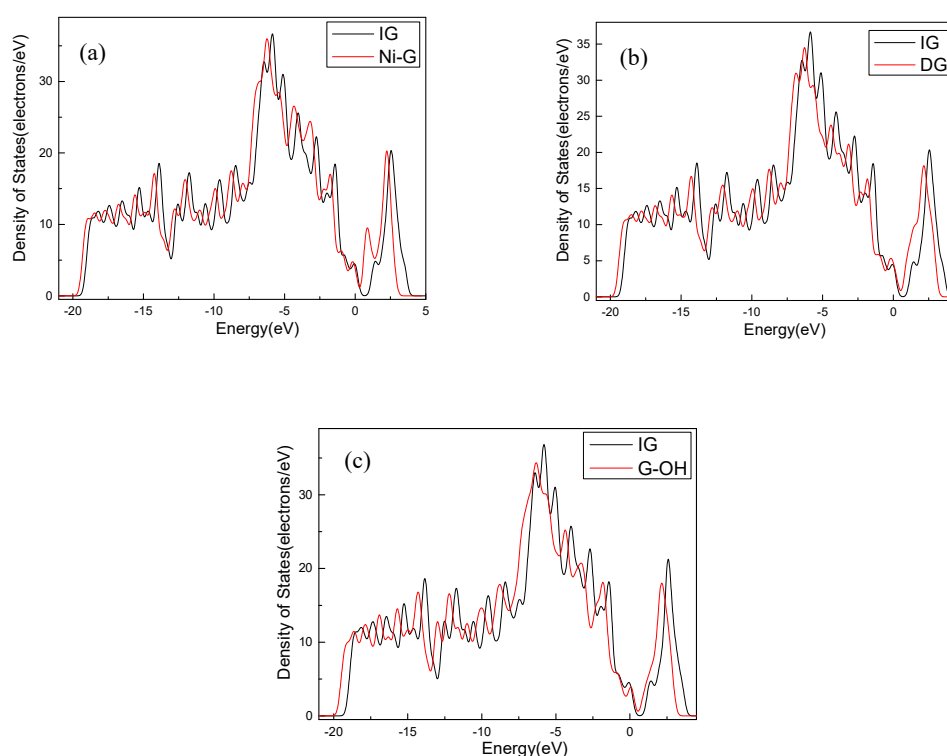 (a)
IG
Ni-G
Density of States(electrons/eV)
30
20
10
0
-20 -15 -10 -5 0 5
Energy(eV)
(b)
IG
DG
Density of States(electrons/eV)
35
30
25
20
15
10
5
0
-20 -15 -10 -5 0
Energy(eV)
(c)
IG
G-OH
Density of States(electrons/eV)
30
20
10
0
-20 -15 -10 -5 0
Energy(eV)